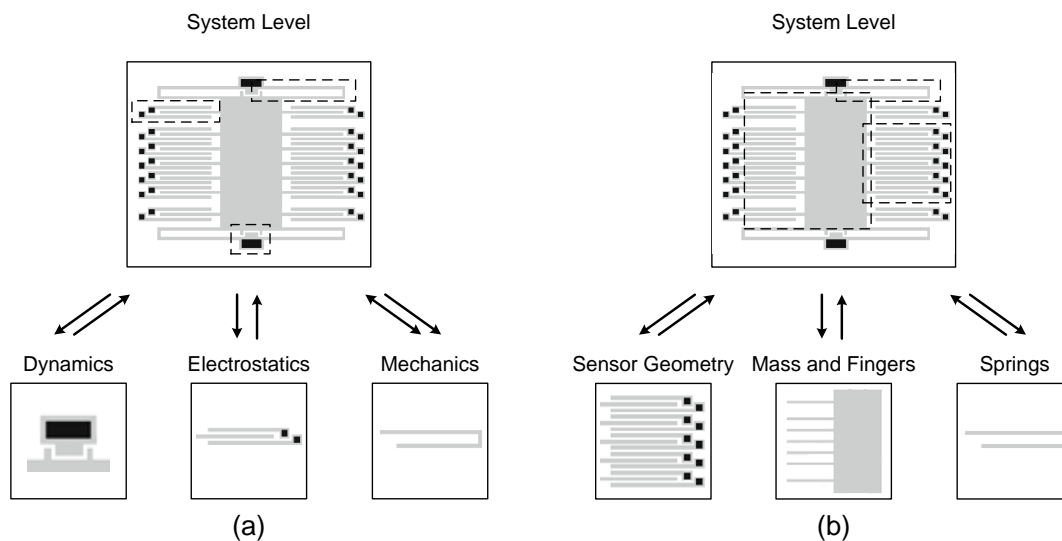 System Level
System Level
Dynamics
Electrostatics
Mechanics
Sensor Geometry
Mass and Fingers
Springs
(a)
(b)